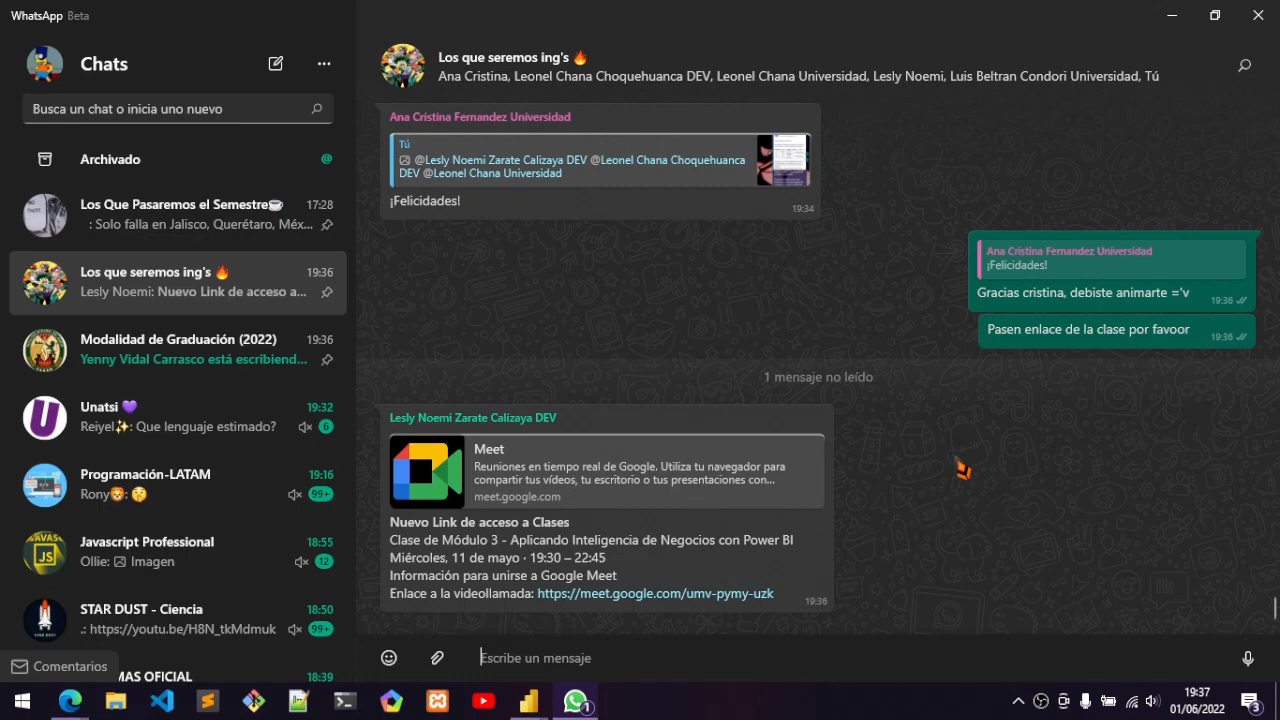 WhatsApp Beta
Chats
Busca un chat o inicia uno nuevo
Archivado
@
Los Que Pasaremos el Semestre☕
17:28
: Solo falla en Jalisco, Querétaro, Méx...
Los que seremos ing's 🔥
19:36
Lesly Noemi: Nuevo Link de acceso a...
Modalidad de Graduación (2022)
19:36
Yenny Vidal Carrasco está escribiend...
Unatsi 💜
19:32
Reiyel✨: Que lenguaje estimado?
6
Programación-LATAM
19:16
Rony🦁: 🤫
99+
Javascript Professional
18:55
Ollie: Imagen
12
STAR DUST - Ciencia
18:50
.: https://youtu.be/H8N_tkMdmuk
99+
MAS OFICIAL
18:39
Comentarios
Los que seremos ing's 🔥
Ana Cristina, Leonel Chana Choquehuanca DEV, Leonel Chana Universidad, Lesly Noemi, Luis Beltran Condori Universidad, Tú
Ana Cristina Fernandez Universidad
Tú
@Lesly Noemi Zarate Calizaya DEV @Leonel Chana Choquehuanca
DEV @Leonel Chana Universidad
¡Felicidades!
19:34
Ana Cristina Fernandez Universidad
¡Felicidades!
Gracias cristina, debiste animarte ='v
19:36
Pasen enlace de la clase por favoor
19:36
1 mensaje no leído
Lesly Noemi Zarate Calizaya DEV
Meet
Reuniones en tiempo real de Google. Utiliza tu navegador para
compartir tus vídeos, tu escritorio o tus presentaciones con...
meet.google.com
Nuevo Link de acceso a Clases
Clase de Módulo 3 - Aplicando Inteligencia de Negocios con Power BI
Miércoles, 11 de mayo · 19:30 – 22:45
Información para unirse a Google Meet
Enlace a la videollamada: https://meet.google.com/umv-pymy-uzk
19:36
Escribe un mensaje
19:37
01/06/2022
3